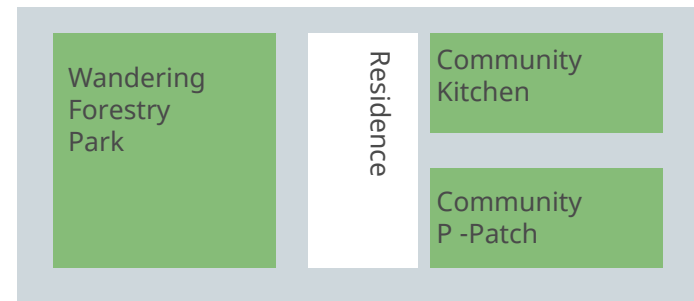 Wandering
Forestry
Park
Residence
Community
Kitchen
Community
P -Patch